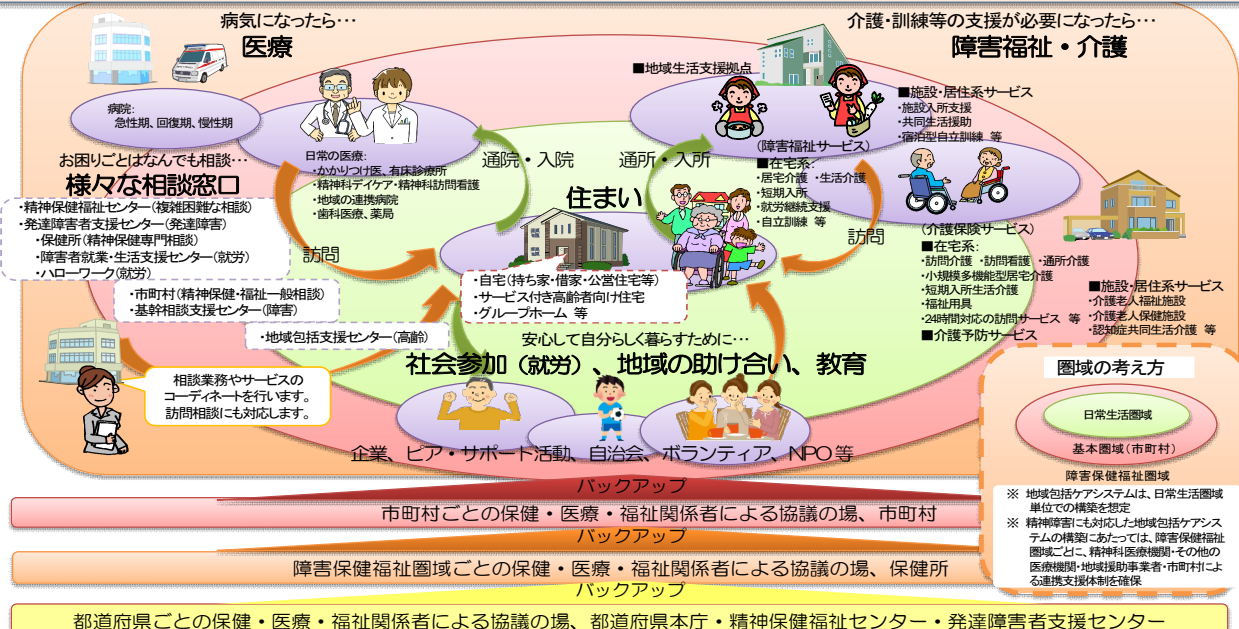 病気になったら…
医療
病院:
急性期、回復期、慢性期
日常の医療:
・かかりつけ医、有床診療所
・精神科デイケア・精神科訪問看護
・地域の連携病院
・歯科医療、薬局
介護・訓練等の支援が必要になったら…
障害福祉・介護
■地域生活支援拠点
■施設・居住系サービス
・施設入所支援
・共同生活援助
・宿泊型自立訓練 等
(障害福祉サービス)
■在宅系:
・居宅介護 ・生活介護
・短期入所
・就労継続支援
・自立訓練 等
(介護保険サービス)
■在宅系:
・訪問介護 ・訪問看護 ・通所介護
・小規模多機能型居宅介護
・短期入所生活介護
・福祉用具
・24時間対応の訪問サービス 等
■介護予防サービス
■施設・居住系サービス
・介護老人福祉施設
・介護老人保健施設
・認知症共同生活介護 等
お困りごとはなんでも相談…
様々な相談窓口
・精神保健福祉センター(複雑困難な相談)
・発達障害者支援センター(発達障害)
・保健所(精神保健専門相談)
・障害者就業・生活支援センター(就労)
・ハローワーク(就労)
・市町村(精神保健・福祉一般相談)
・基幹相談支援センター(障害)
・地域包括支援センター(高齢)
相談業務やサービスの
コーディネートを行います。
訪問相談にも対応します。
通院・入院
通所・入所
訪問
訪問
住まい
・自宅(持ち家・借家・公営住宅等)
・サービス付き高齢者向け住宅
・グループホーム 等
安心して自分らしく暮らすために…
社会参加(就労)、地域の助け合い、教育
企業、ピア・サポート活動、自治会、ボランティア、NPO等
圏域の考え方
日常生活圏域
基本圏域(市町村)
障害保健福祉圏域
※ 地域包括ケアシステムは、日常生活圏域
単位での構築を想定
※ 精神障害にも対応した地域包括ケアシス
テムの構築にあたっては、障害保健福祉
圏域ごとに、精神科医療機関・その他の
医療機関・地域援助事業者・市町村によ
る連携支援体制を確保
バックアップ
市町村ごとの保健・医療・福祉関係者による協議の場、市町村
バックアップ
障害保健福祉圏域ごとの保健・医療・福祉関係者による協議の場、保健所
バックアップ
都道府県ごとの保健・医療・福祉関係者による協議の場、都道府県本庁・精神保健福祉センター・発達障害者支援センター